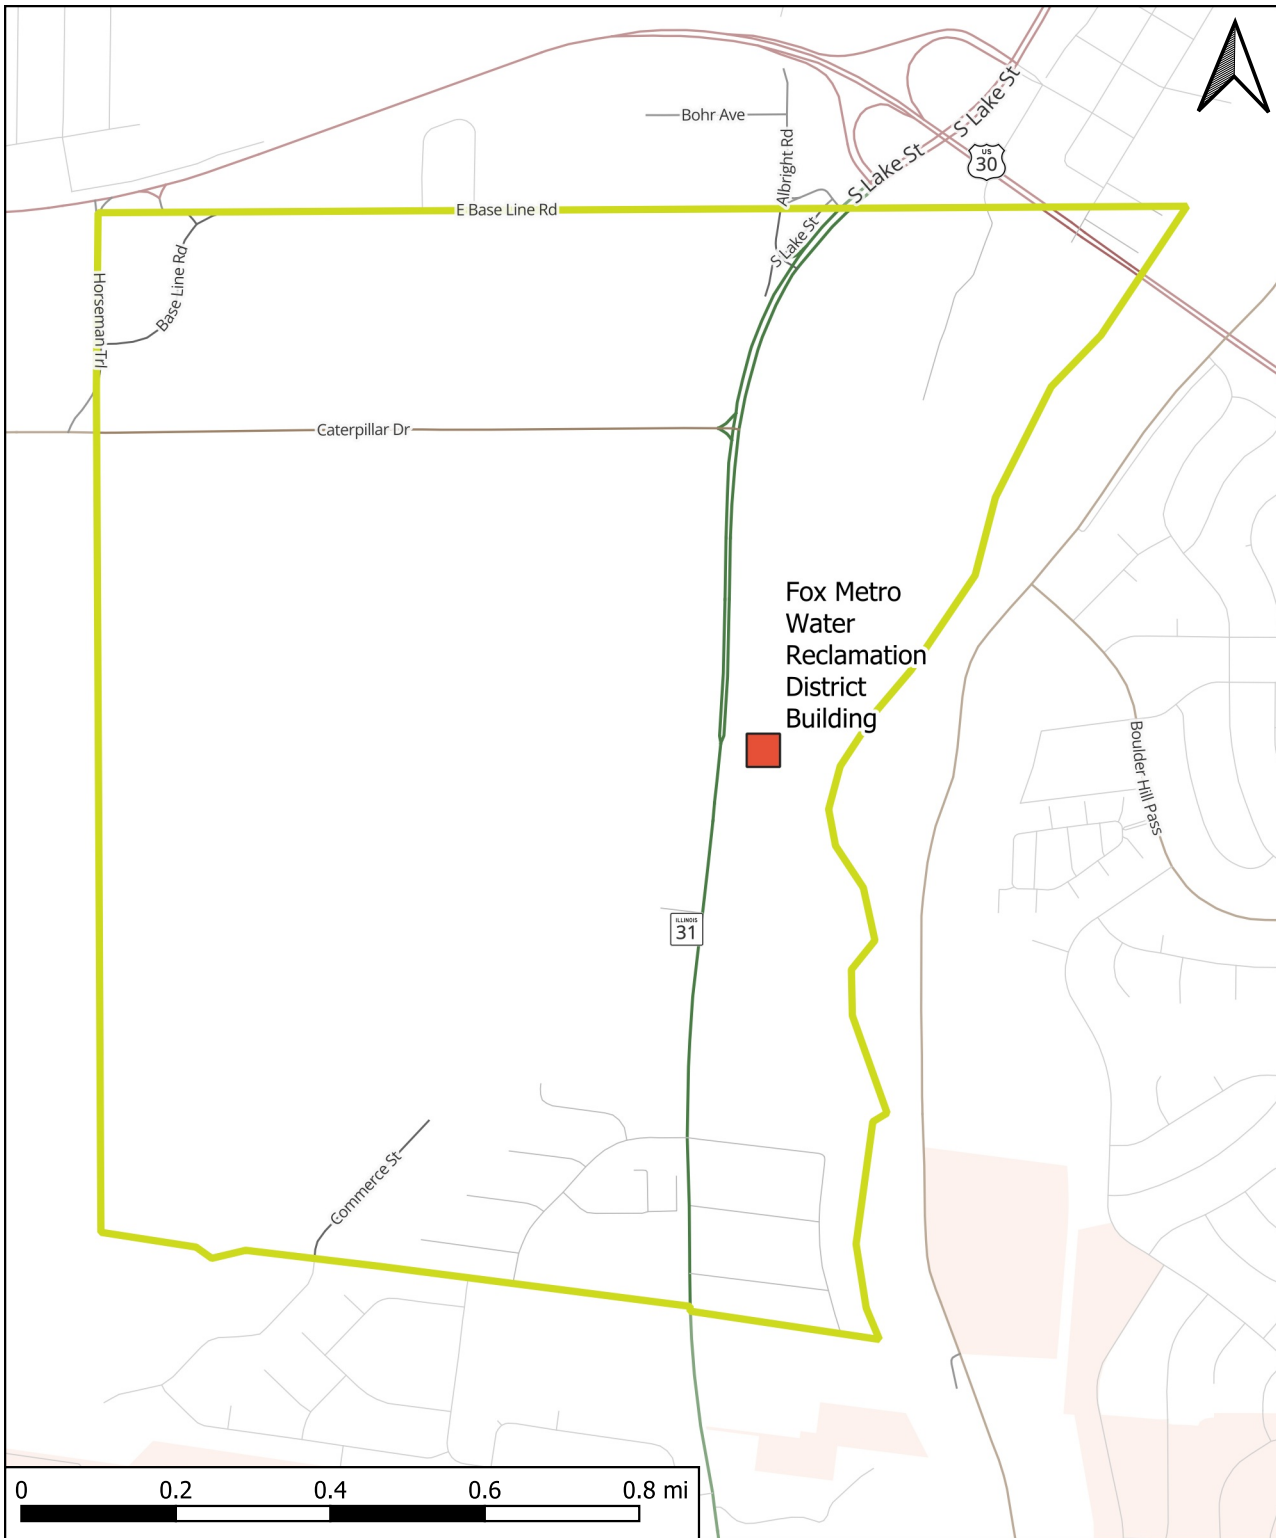 S Lake St
Bohr Ave
Albright Rd
US
30
S Lake St
E Base Line Rd
S Lake St
Base Line Rd
Horseman Trl
Caterpillar Dr
Fox Metro
Water
Reclamation
District
Building
Boulder Hill Pass
ILLINOIS
31
Commerce St
0 0.2 0.4 0.6 0.8 mi